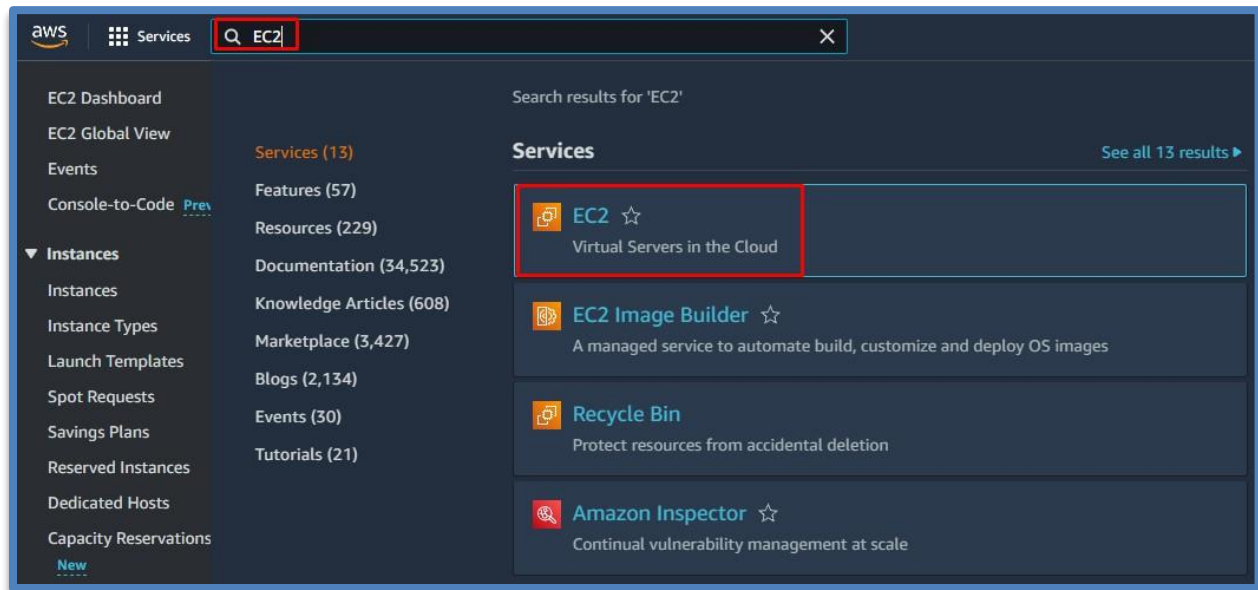 aws
Services
EC2
EC2 Dashboard
EC2 Global View
Events
Console-to-Code
Instances
Instances
Instance Types
Launch Templates
Spot Requests
Savings Plans
Reserved Instances
Dedicated Hosts
Capacity Reservations
New
Services (13)
Features (57)
Resources (229)
Documentation (34,523)
Knowledge Articles (608)
Marketplace (3,427)
Blogs (2,134)
Events (30)
Tutorials (21)
Search results for 'EC2'
Services
See all 13 results
EC2
Virtual Servers in the Cloud
EC2 Image Builder
A managed service to automate build, customize and deploy OS images
Recycle Bin
Protect resources from accidental deletion
Amazon Inspector
Continual vulnerability management at scale